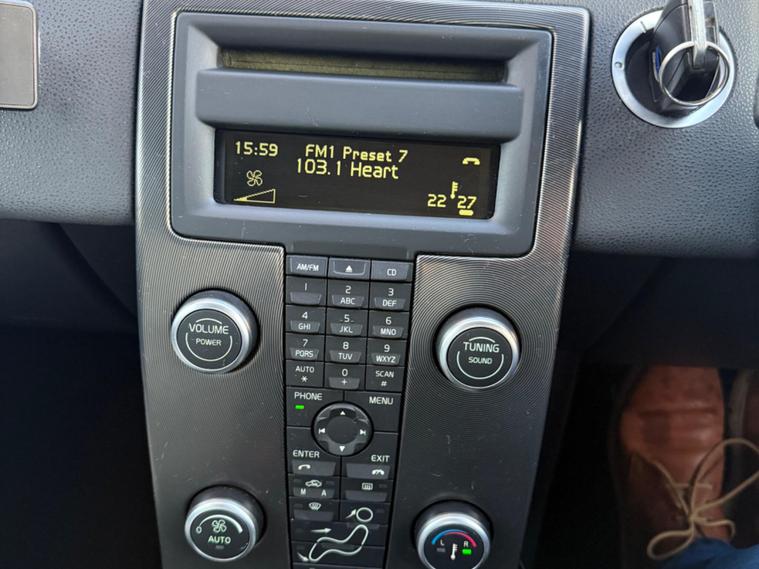 15:59 FM1 Preset 7
103.1 Heart
22 27
AM/FM CD
1 2 ABC 3 DEF
4 GHI 5 JKL 6 MNO
7 PQRS 8 TUV 9 WXYZ
AUTO * 0 + SCAN #
VOLUME
POWER
TUNING
SOUND
PHONE MENU
ENTER EXIT
M A
0 AUTO
L R